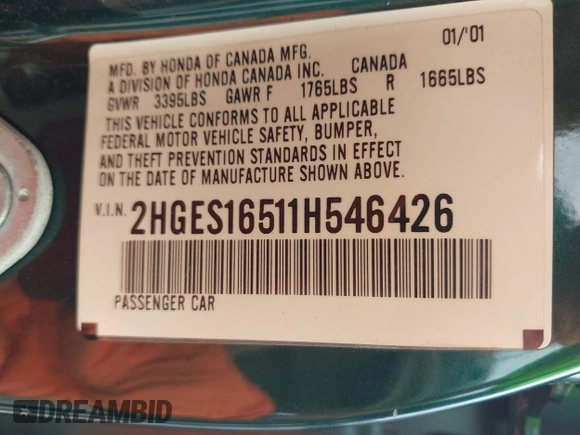 MFD. BY HONDA OF CANADA MFG. 01/'01
A DIVISION OF HONDA CANADA INC. CANADA
GVWR 3395LBS GAWR F 1765LBS R 1665LBS
THIS VEHICLE CONFORMS TO ALL APPLICABLE
FEDERAL MOTOR VEHICLE SAFETY, BUMPER,
AND THEFT PREVENTION STANDARDS IN EFFECT
ON THE DATE OF MANUFACTURE SHOWN ABOVE.
V.I.N. 2HGES16511H546426
PASSENGER CAR
DREAMBID